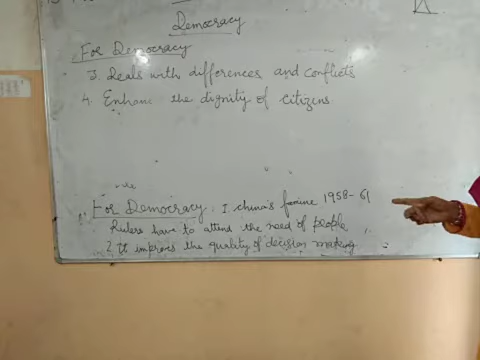 Democracy
For Democracy
3. Deals with differences and conflicts
4. Enhane the dignity of citizens
For Democracy: 1 china's famine 1958-61
Rulers have to attend the need of people
2. It improves the quality of decision making